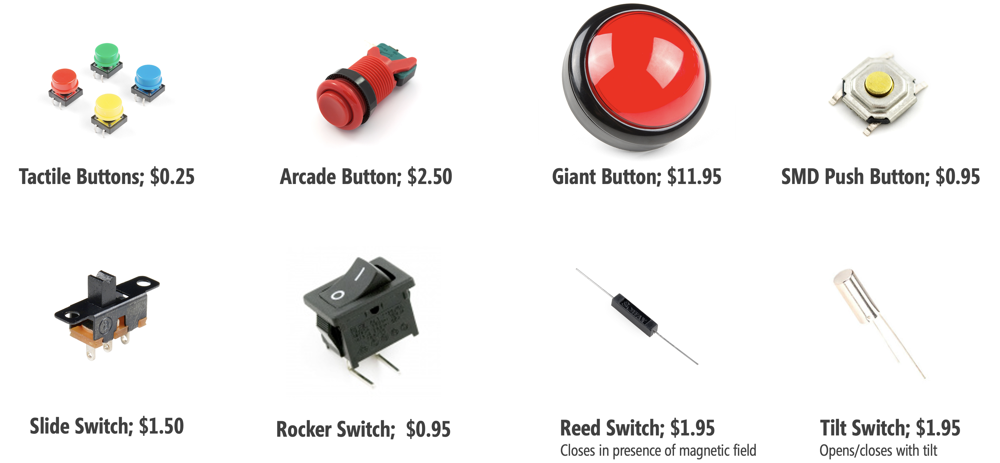 Tactile Buttons; $0.25
Arcade Button; $2.50
Giant Button; $11.95
SMD Push Button; $0.95
Slide Switch; $1.50
Rocker Switch;  $0.95
Reed Switch; $1.95
Closes in presence of magnetic field
Tilt Switch; $1.95
Opens/closes with tilt